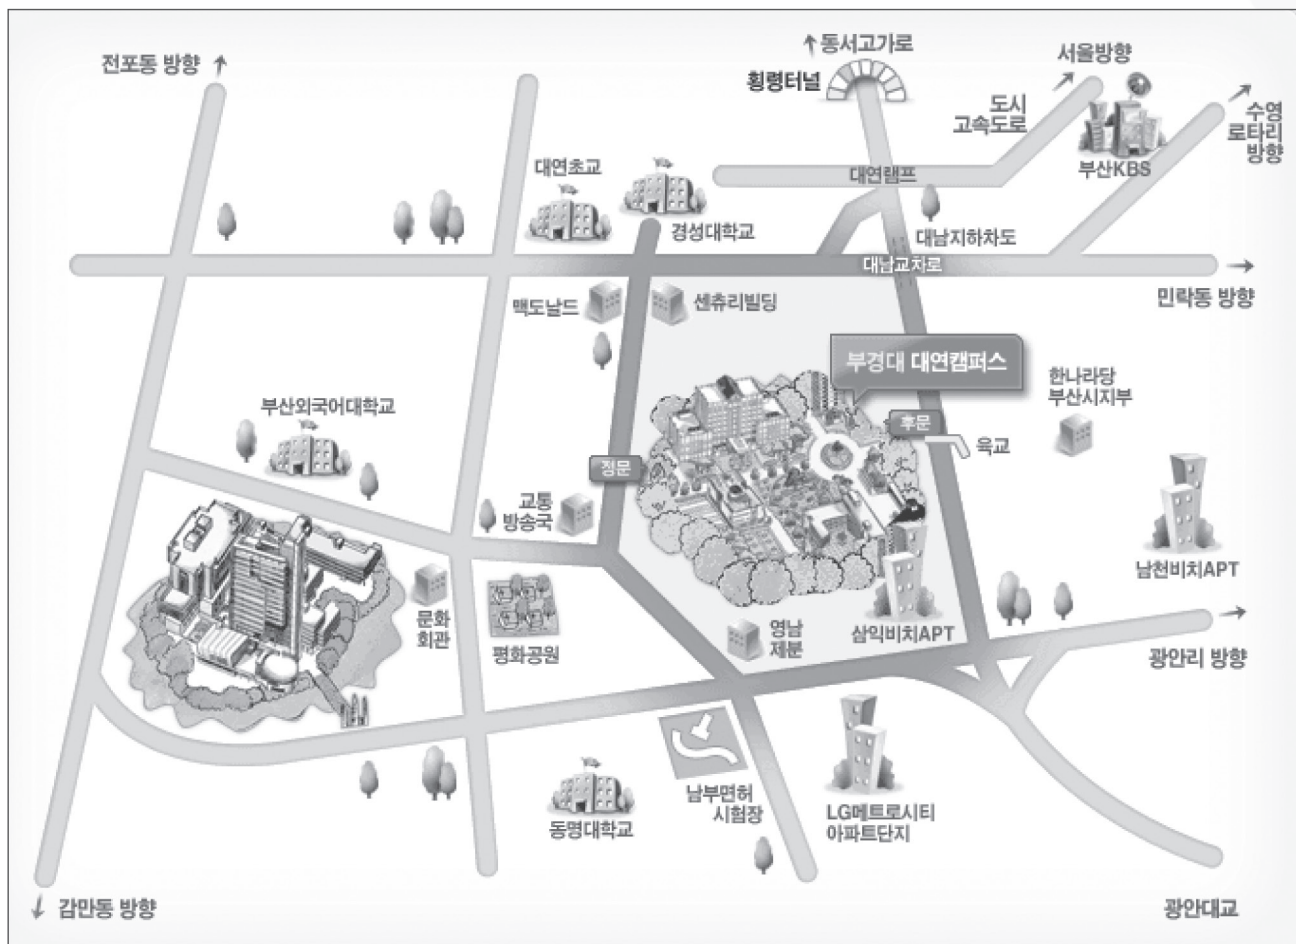 전포동 방향
동서고가로
횡령터널
서울방향
도시
고속도로
수영
로타리
방향
부산KBS
대연초교
대연램프
경성대학교
대남지하차도
대남교차로
민락동 방향
맥도날드
센츄리빌딩
부경대 대연캠퍼스
한나라당
부산시지부
부산외국어대학교
후문
육교
정문
교통
방송국
남천비치APT
문화
회관
평화공원
영남
제분
삼익비치APT
광안리 방향
남부면허
시험장
동명대학교
LG메트로시티
아파트단지
감만동 방향
광안대교